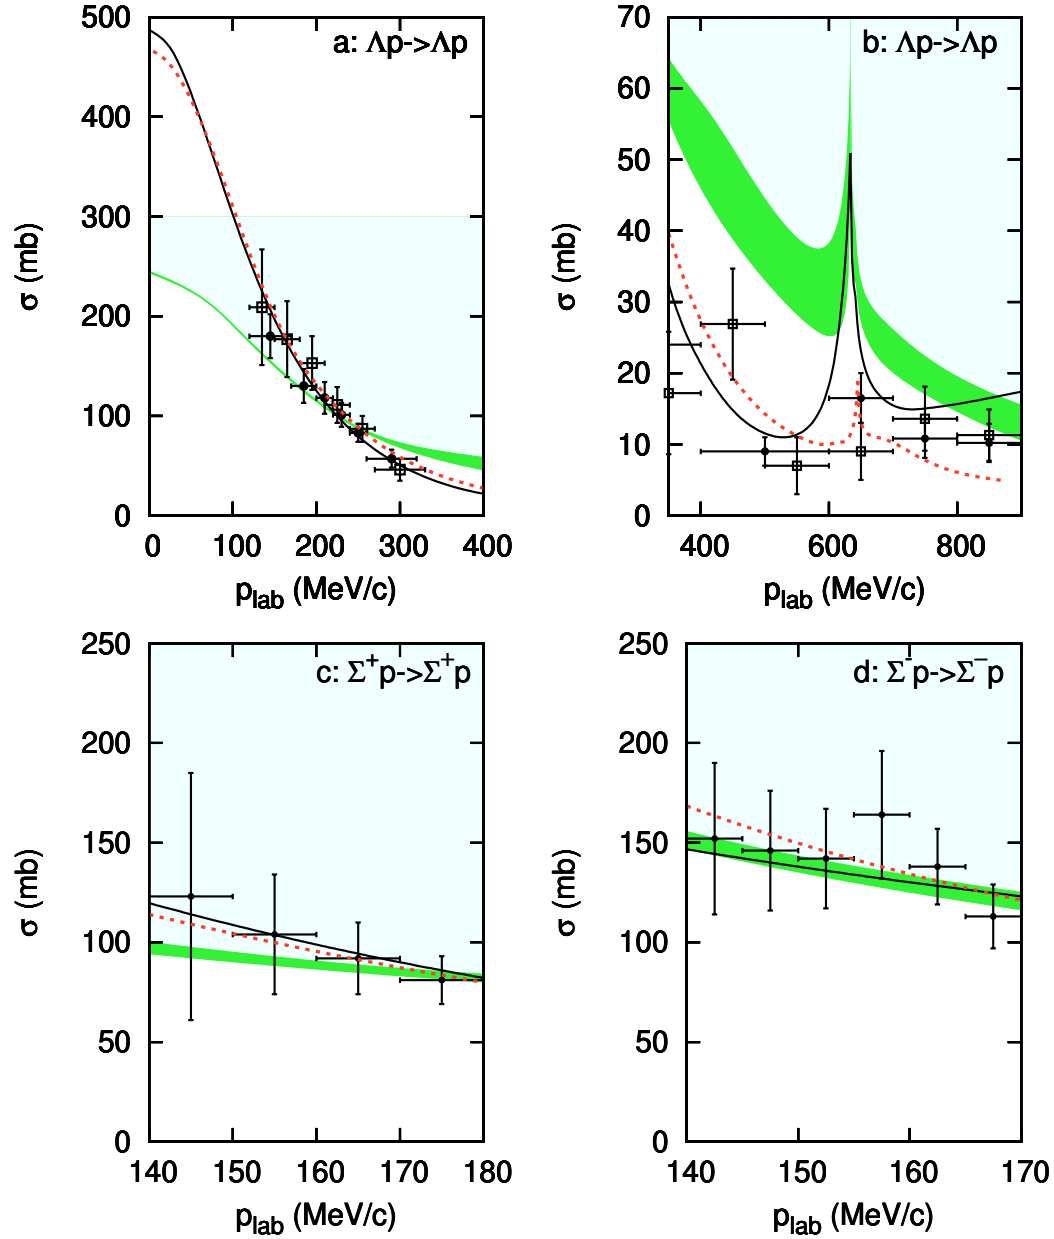 a: Λp->Λp
500
400
300
200
100
0
σ (mb)
0 100 200 300 400
p_lab (MeV/c)
b: Λp->Λp
70
60
50
40
30
20
10
0
σ (mb)
400 600 800
p_lab (MeV/c)
c: Σ⁺p->Σ⁺p
250
200
150
100
50
0
σ (mb)
140 150 160 170 180
p_lab (MeV/c)
d: Σ⁻p->Σ⁻p
250
200
150
100
50
0
σ (mb)
140 150 160 170
p_lab (MeV/c)